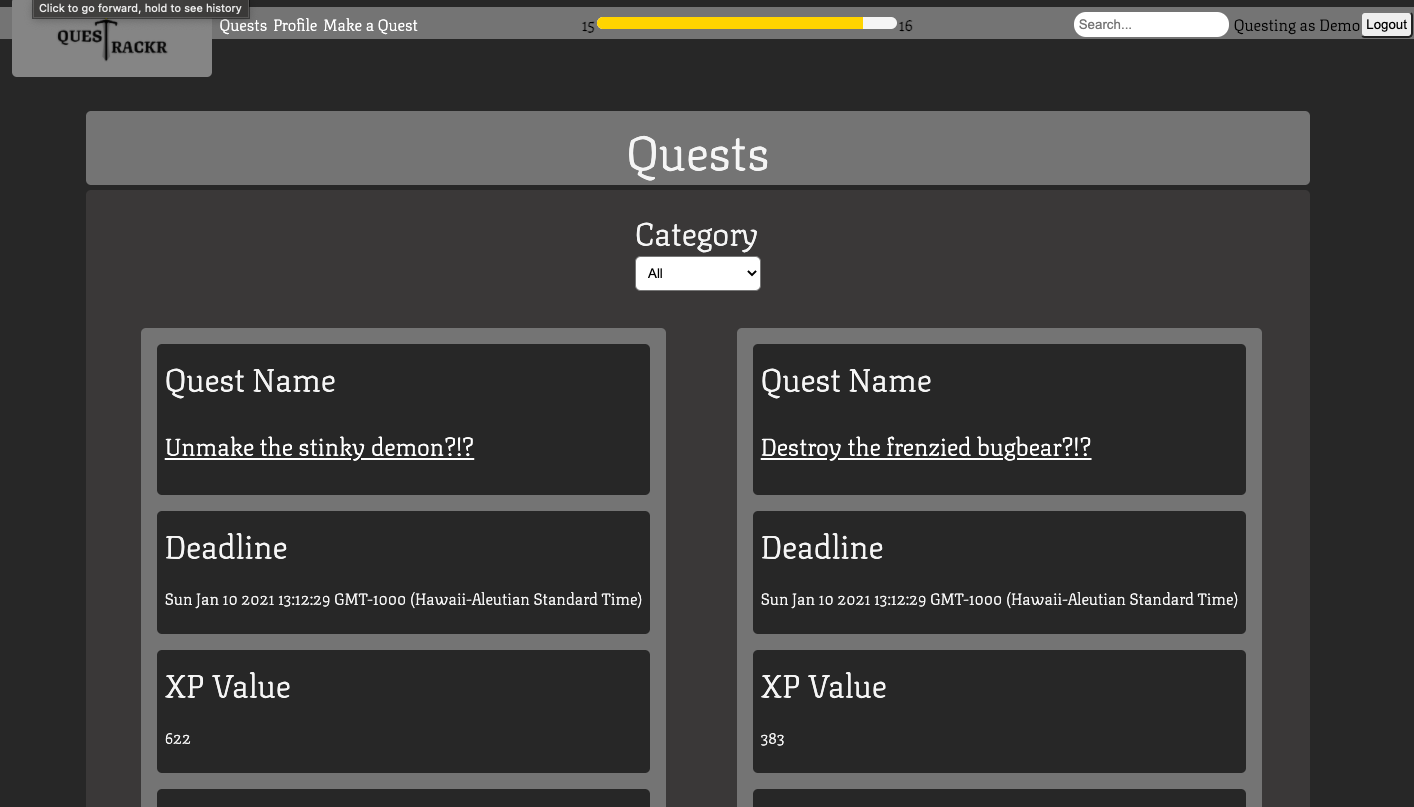 Click to go forward, hold to see history
QUESTRACKR
Quests Profile Make a Quest
15 16
Search...
Questing as Demo
Logout
Quests
Category
All
Quest Name
Unmake the stinky demon?!?
Deadline
Sun Jan 10 2021 13:12:29 GMT-1000 (Hawaii-Aleutian Standard Time)
XP Value
622
Quest Name
Destroy the frenzied bugbear?!?
Deadline
Sun Jan 10 2021 13:12:29 GMT-1000 (Hawaii-Aleutian Standard Time)
XP Value
383